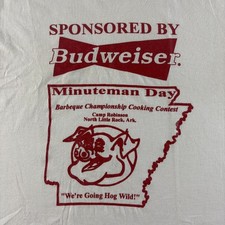 SPONSORED BY
Budweiser.
Minuteman Day
Barbeque Championship Cooking Contest
Camp Robinson
North Little Rock, Ark.
"We're Going Hog Wild!"